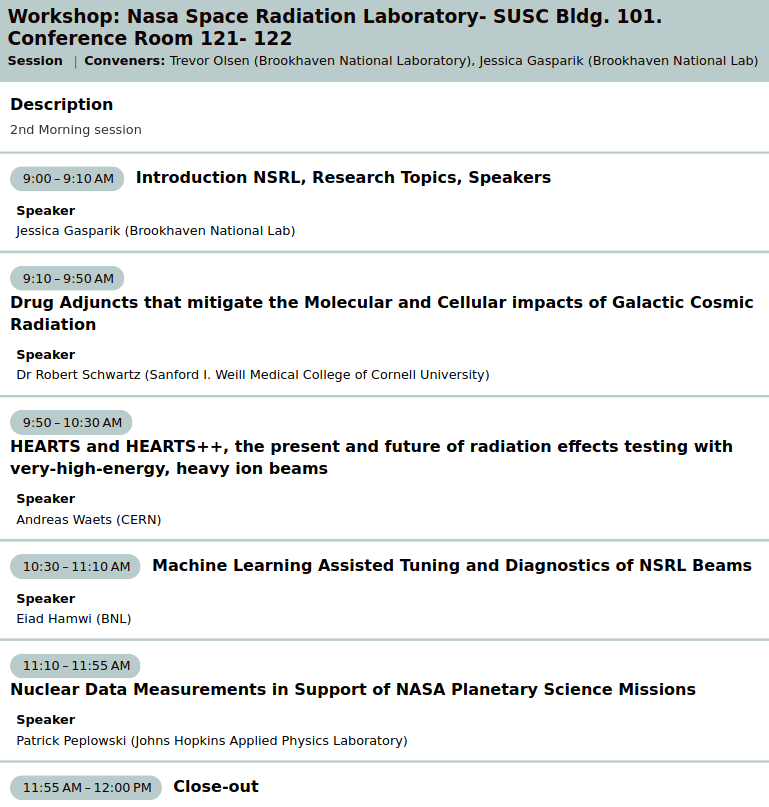 Workshop: Nasa Space Radiation Laboratory- SUSC Bldg. 101.
Conference Room 121- 122
Session | Conveners: Trevor Olsen (Brookhaven National Laboratory), Jessica Gasparik (Brookhaven National Lab)
Description
2nd Morning session
9:00 – 9:10 AM Introduction NSRL, Research Topics, Speakers
Speaker
Jessica Gasparik (Brookhaven National Lab)
9:10 – 9:50 AM
Drug Adjuncts that mitigate the Molecular and Cellular impacts of Galactic Cosmic
Radiation
Speaker
Dr Robert Schwartz (Sanford I. Weill Medical College of Cornell University)
9:50 – 10:30 AM
HEARTS and HEARTS++, the present and future of radiation effects testing with
very-high-energy, heavy ion beams
Speaker
Andreas Waets (CERN)
10:30 – 11:10 AM Machine Learning Assisted Tuning and Diagnostics of NSRL Beams
Speaker
Eiad Hamwi (BNL)
11:10 – 11:55 AM
Nuclear Data Measurements in Support of NASA Planetary Science Missions
Speaker
Patrick Peplowski (Johns Hopkins Applied Physics Laboratory)
11:55 AM – 12:00 PM Close-out